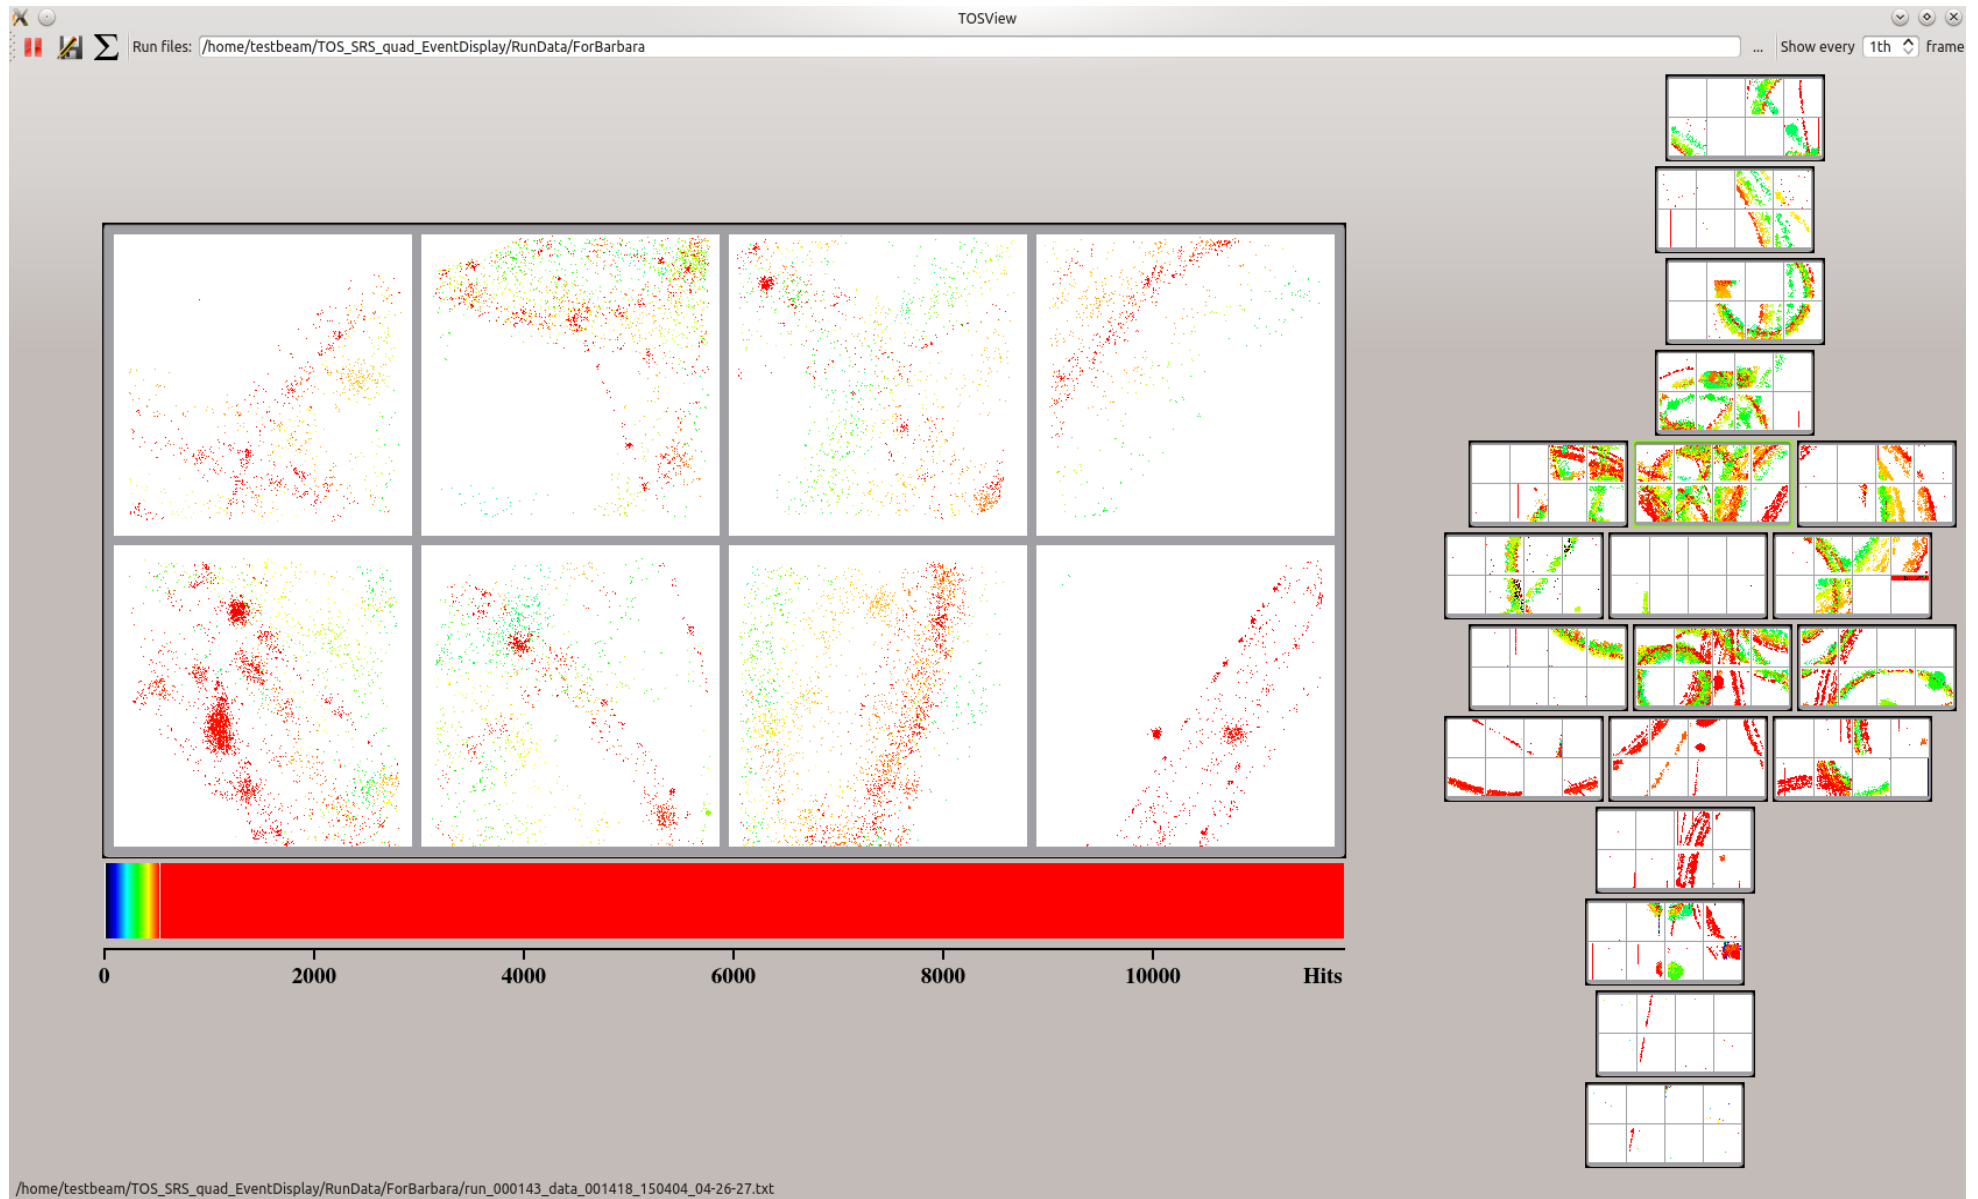 TOSView
Run files: /home/testbeam/TOS_SRS_quad_EventDisplay/RunData/ForBarbara ... Show every 1th frame
0 2000 4000 6000 8000 10000 Hits
/home/testbeam/TOS_SRS_quad_EventDisplay/RunData/ForBarbara/run_000143_data_001418_150404_04-26-27.txt